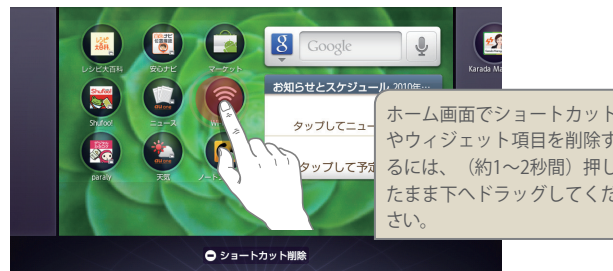 レシピ大百科 安心ナビ マーケット
Google
Karada Ma
お知らせとスケジュール 2010年…
Shufoo! ニュース Wi-
タップしてニュー
タップして予定
paraly 天気 ノート
ショートカット削除
ホーム画面でショートカット
やウィジェット項目を削除す
るには、（約1～2秒間）押し
たまま下へドラッグしてくだ
さい。